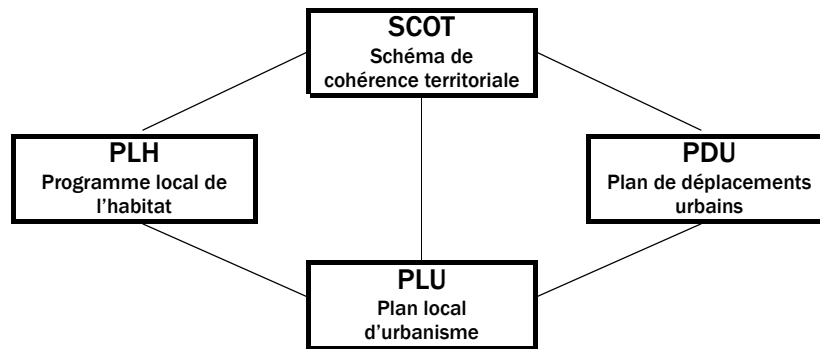 SCOT
Schéma de
cohérence territoriale
PLH
Programme local de
l’habitat
PDU
Plan de déplacements
urbains
PLU
Plan local
d’urbanisme